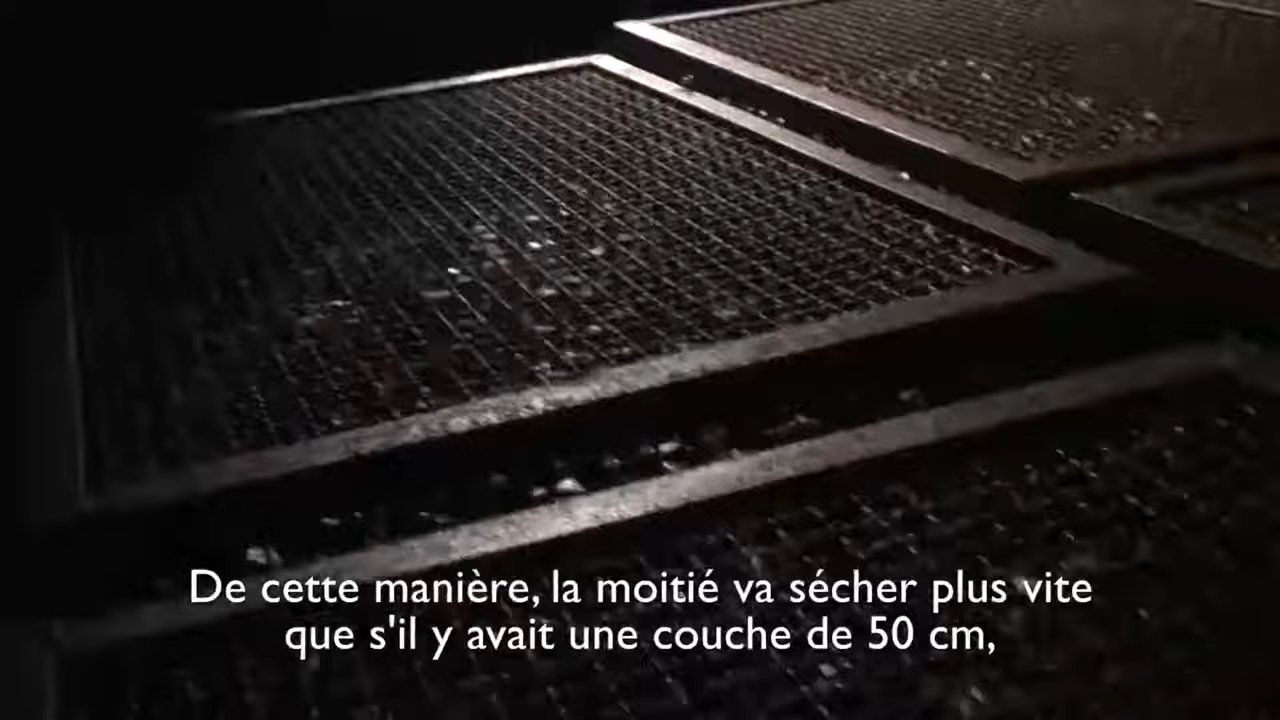 De cette manière, la moitié va sécher plus vite
que s'il y avait une couche de 50 cm,